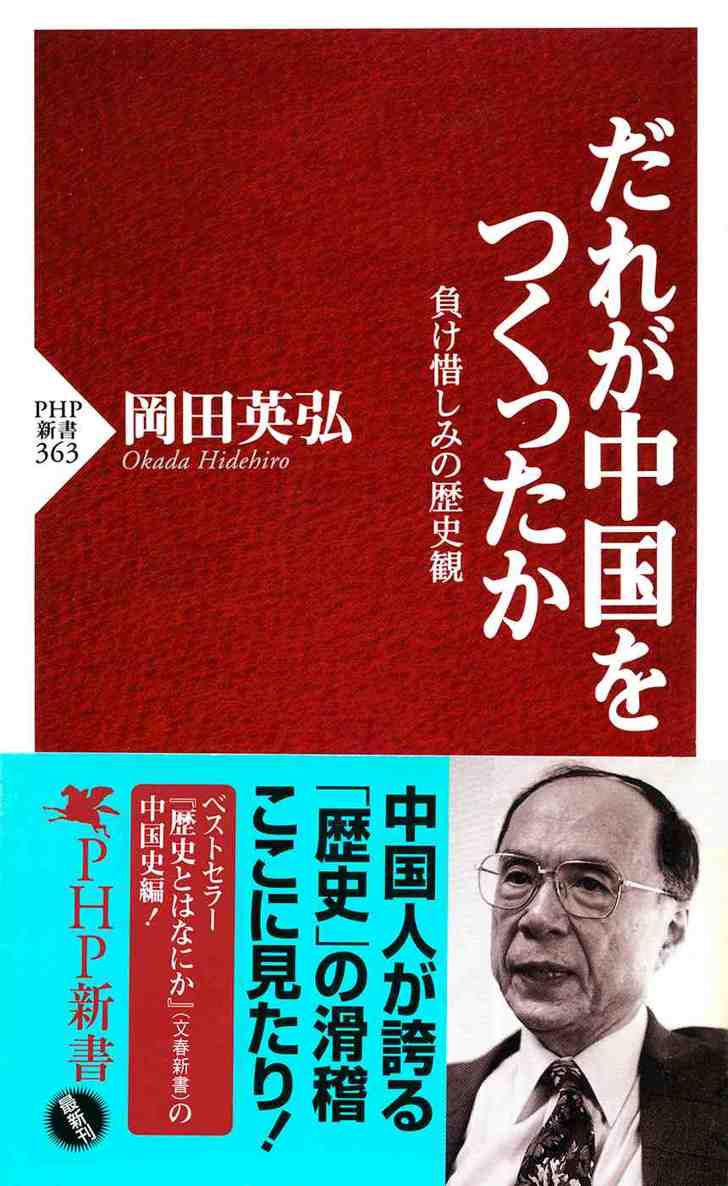 だれが中国を
つくったか
負け惜しみの歴史観
岡田英弘
Okada Hidehiro
PHP
新書
363
中国人が誇る
「歴史」の滑稽
ここに見たり!
ベストセラー
『歴史とはなにか』(文春新書)の
中国史編!
PHP新書
最新刊